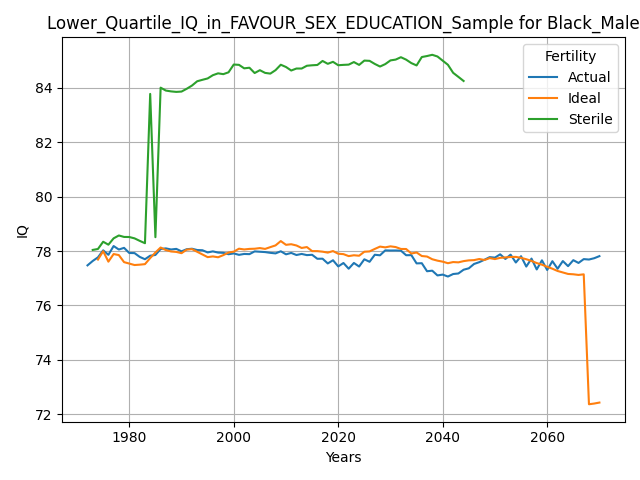 Lower_Quartile_IQ_in_FAVOUR_SEX_EDUCATION_Sample for Black_Male
Fertility
Actual
Ideal
Sterile
IQ
84
82
80
78
76
74
72
1980
2000
2020
2040
2060
Years